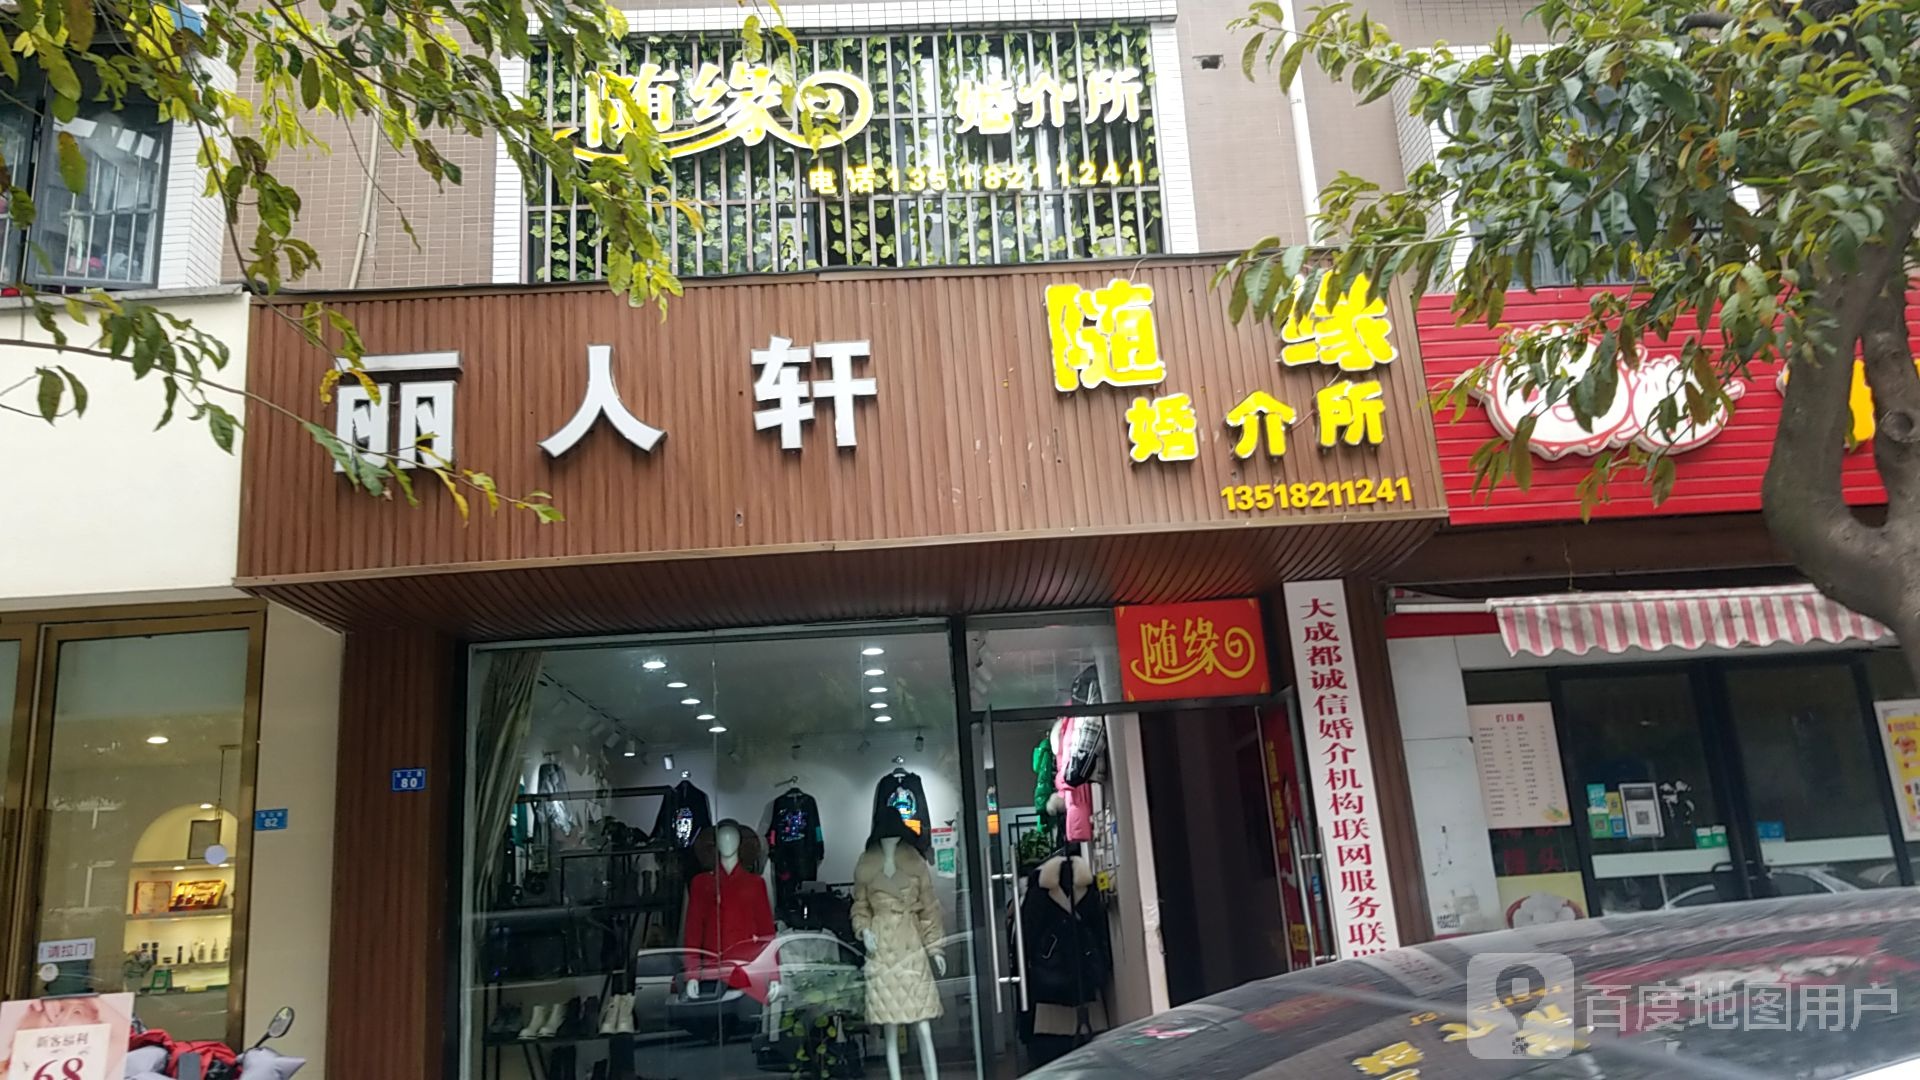 随缘 婚介所
电话13518211241
丽人轩
随缘
婚介所
13518211241
随缘
大成都诚信婚介机构联网服务联
80
82
价目表
请拉门
新客福利
68
百度地图用户